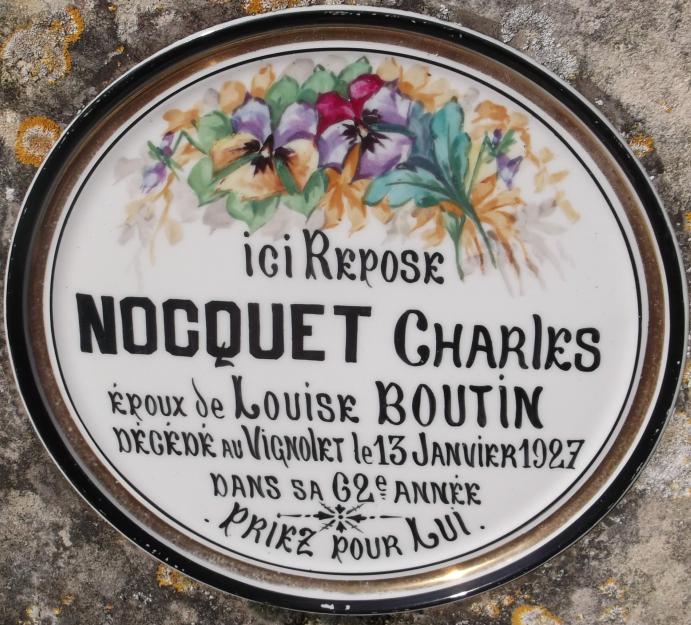 ici REPOSE
NOCQUET CHARLES
ÉPOUX de LOUISE BOUTIN
DÉCÉDÉ AU VIGNOLET le 13 JANVIER 1927
DANS SA 62e ANNÉE
. PRIEZ POUR LUI .